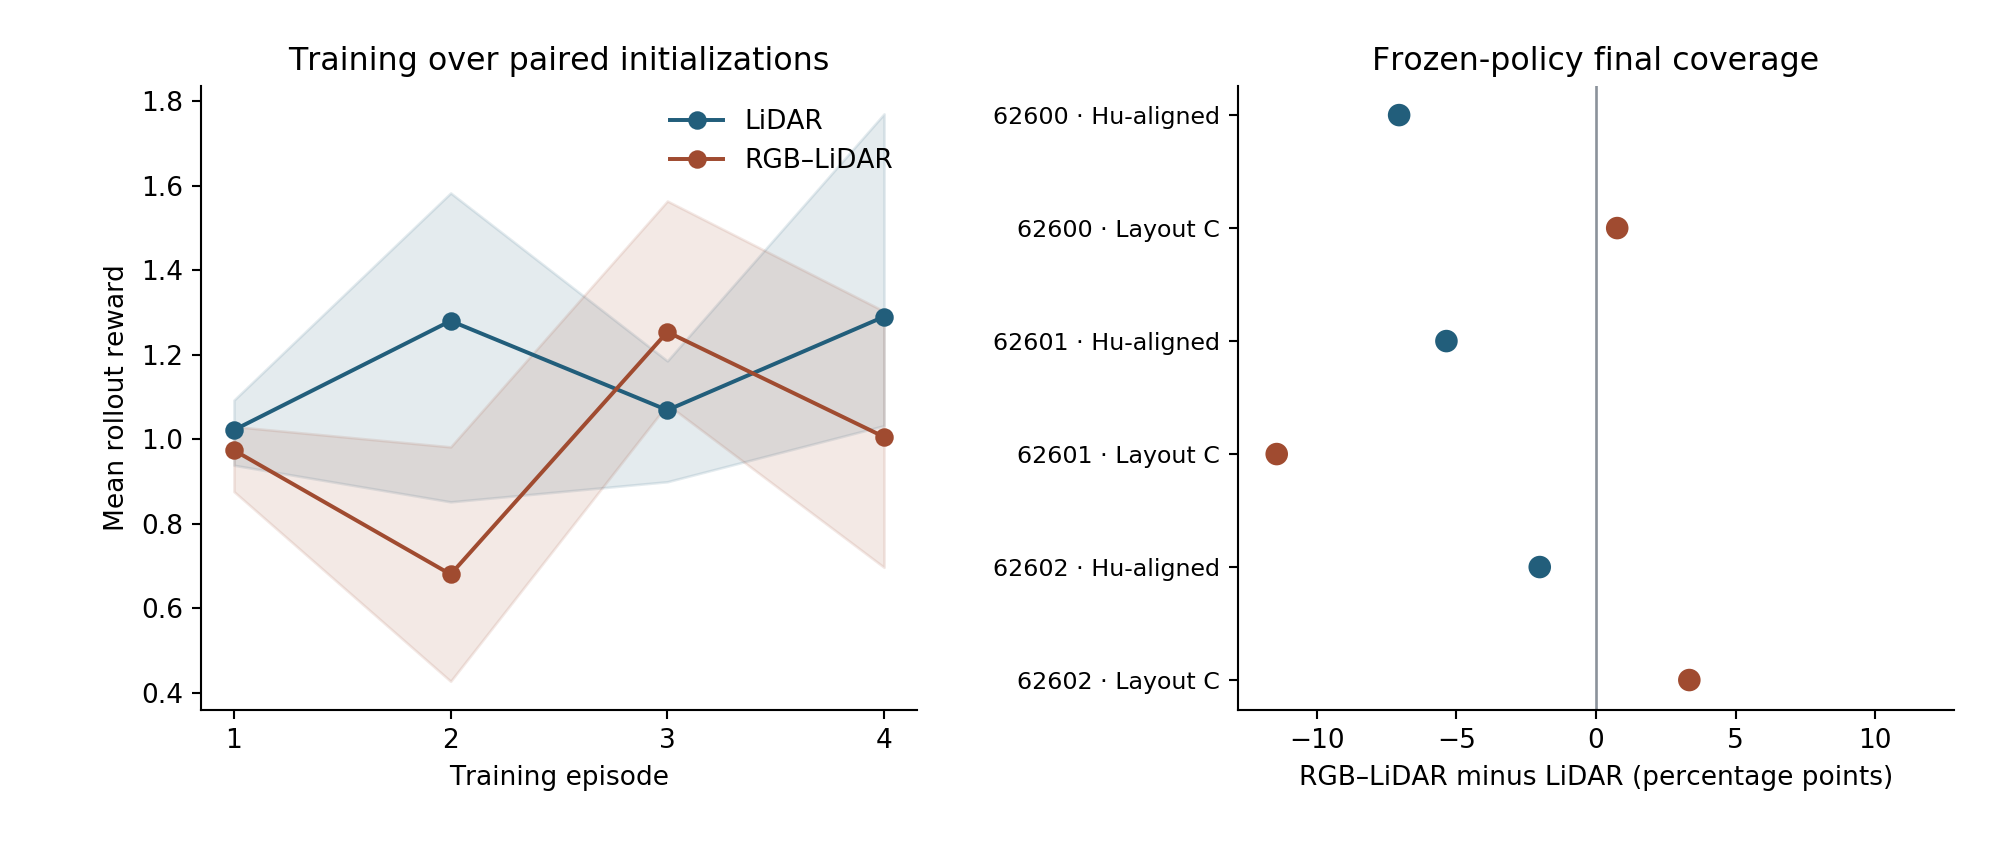 Training over paired initializations
Mean rollout reward
1.8
1.6
1.4
1.2
1.0
0.8
0.6
0.4
LiDAR
RGB–LiDAR
1 2 3 4
Training episode
Frozen-policy final coverage
62600 · Hu-aligned
62600 · Layout C
62601 · Hu-aligned
62601 · Layout C
62602 · Hu-aligned
62602 · Layout C
−10 −5 0 5 10
RGB–LiDAR minus LiDAR (percentage points)